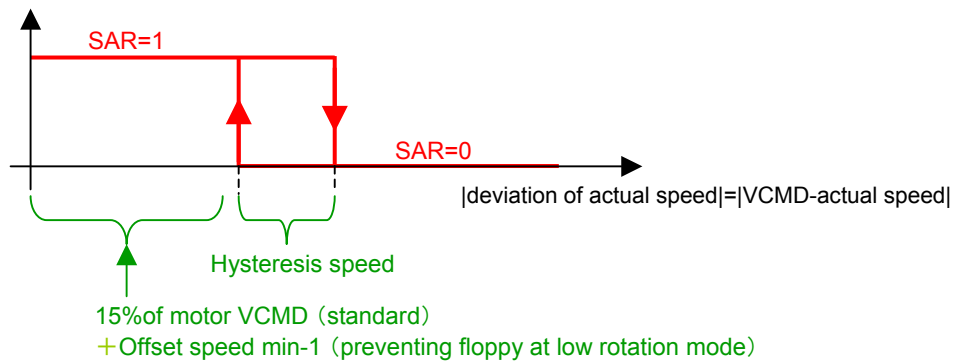 SAR=1
SAR=0
|deviation of actual speed|=|VCMD-actual speed|
Hysteresis speed
15%of motor VCMD（standard）
＋Offset speed min-1（preventing floppy at low rotation mode）